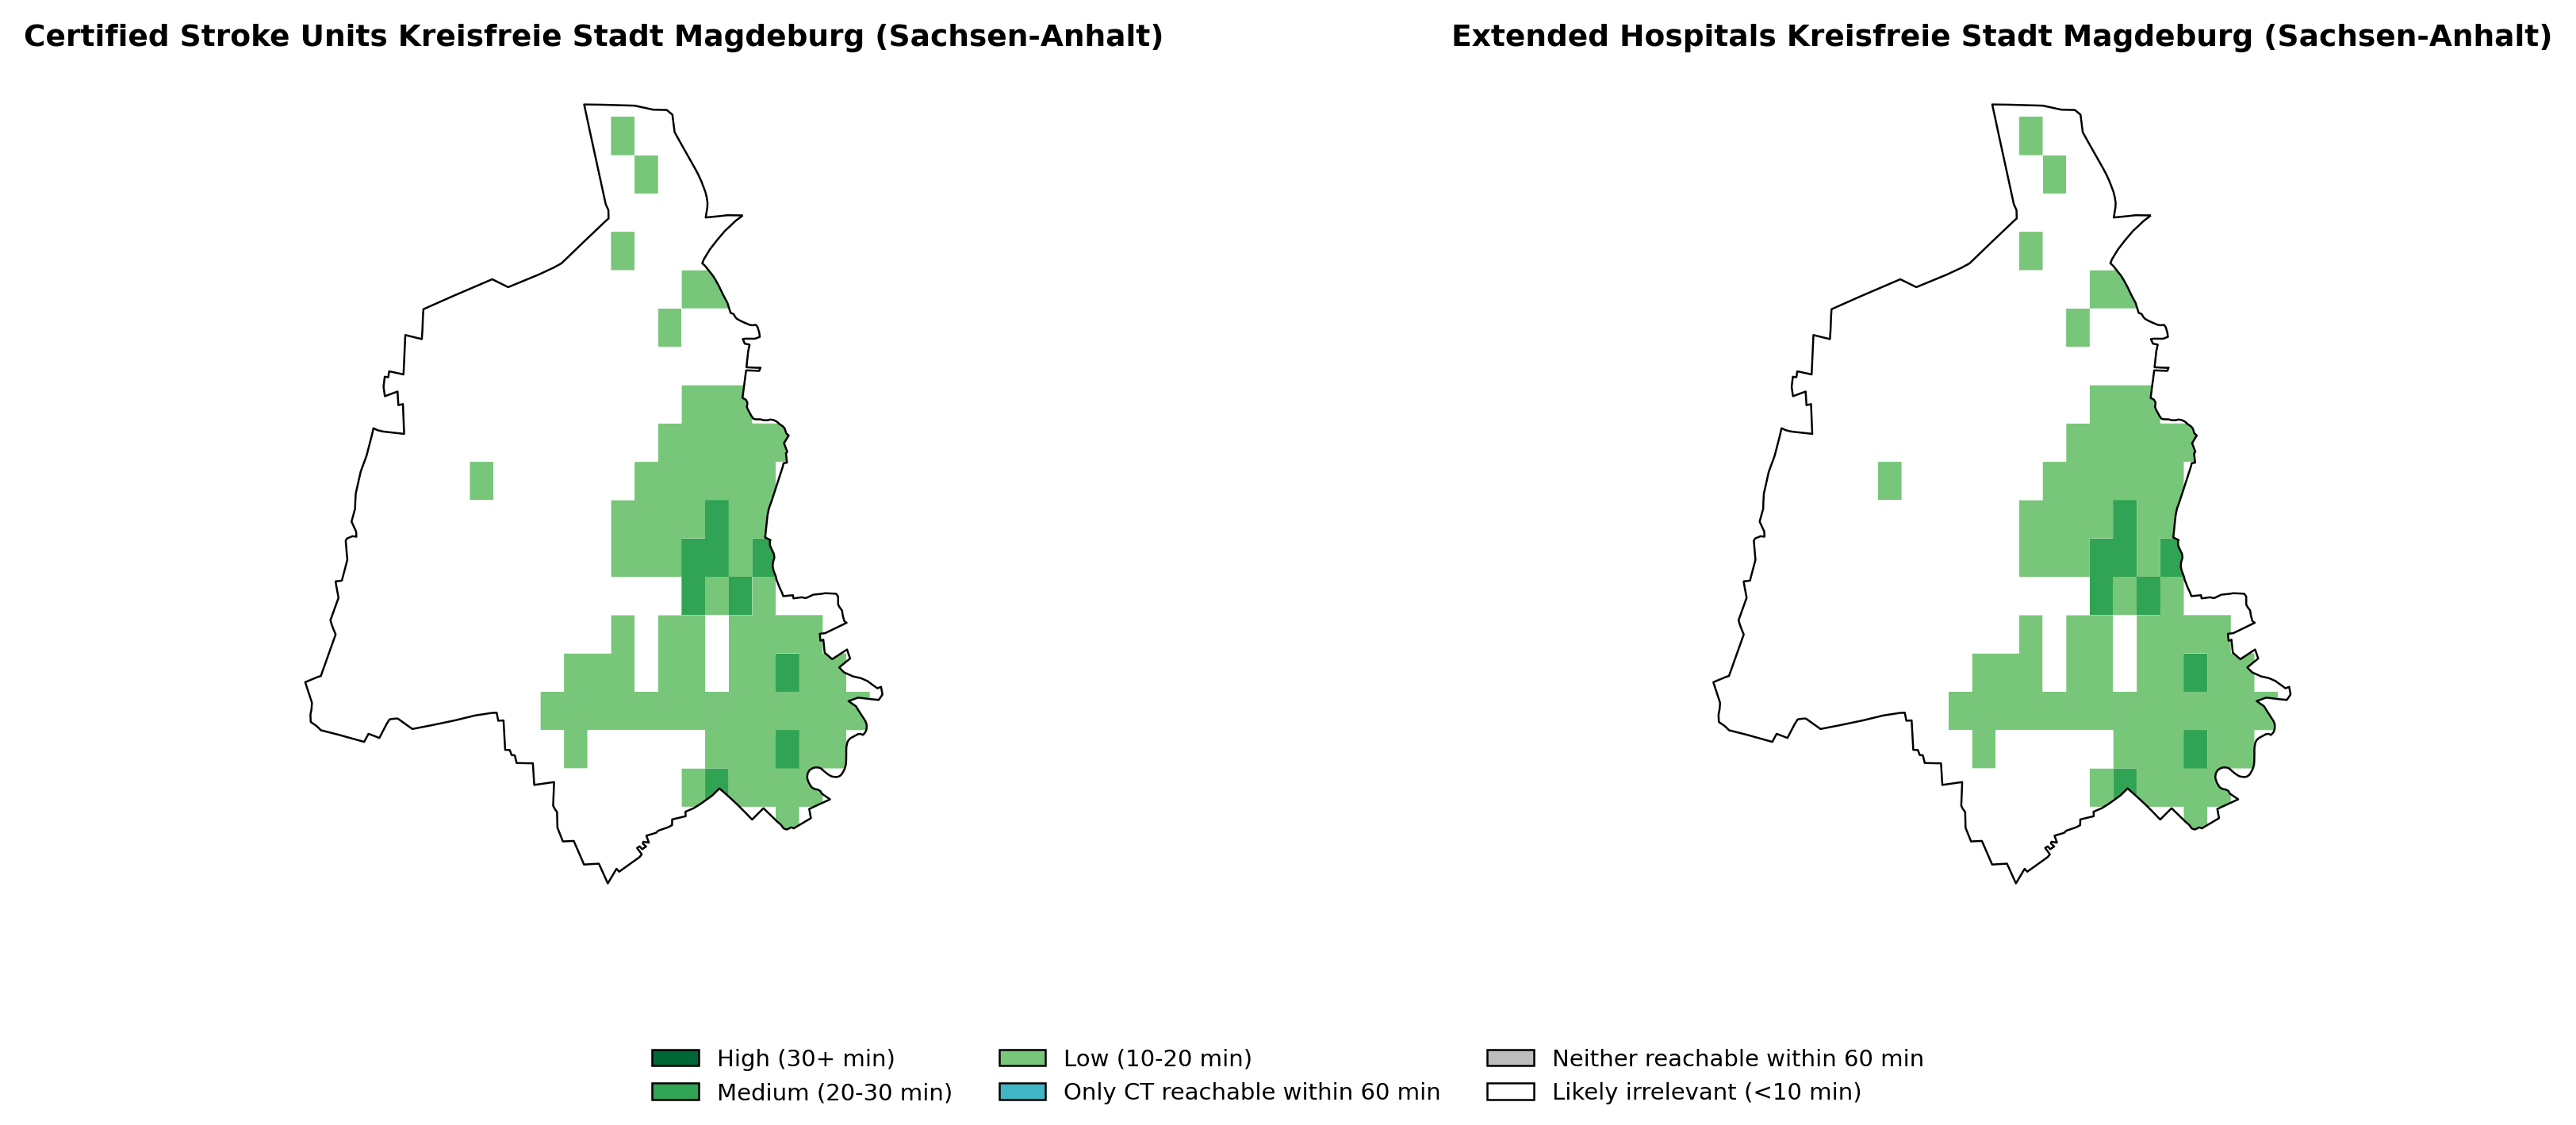 Certified Stroke Units Kreisfreie Stadt Magdeburg (Sachsen-Anhalt)
Extended Hospitals Kreisfreie Stadt Magdeburg (Sachsen-Anhalt)
High (30+ min)
Medium (20-30 min)
Low (10-20 min)
Only CT reachable within 60 min
Neither reachable within 60 min
Likely irrelevant (<10 min)